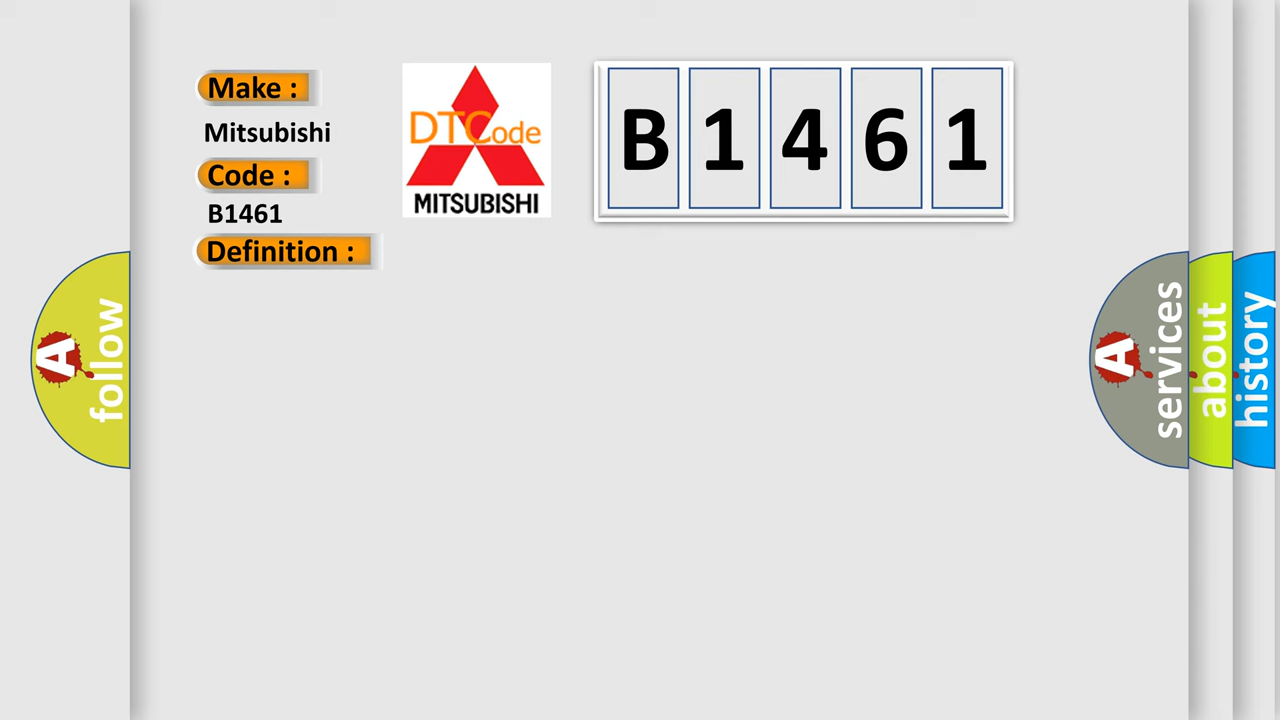 Make :
Mitsubishi
Code :
B1461
Definition :
DTCode
MITSUBISHI
B 1 4 6 1
A follow
A services
about
history